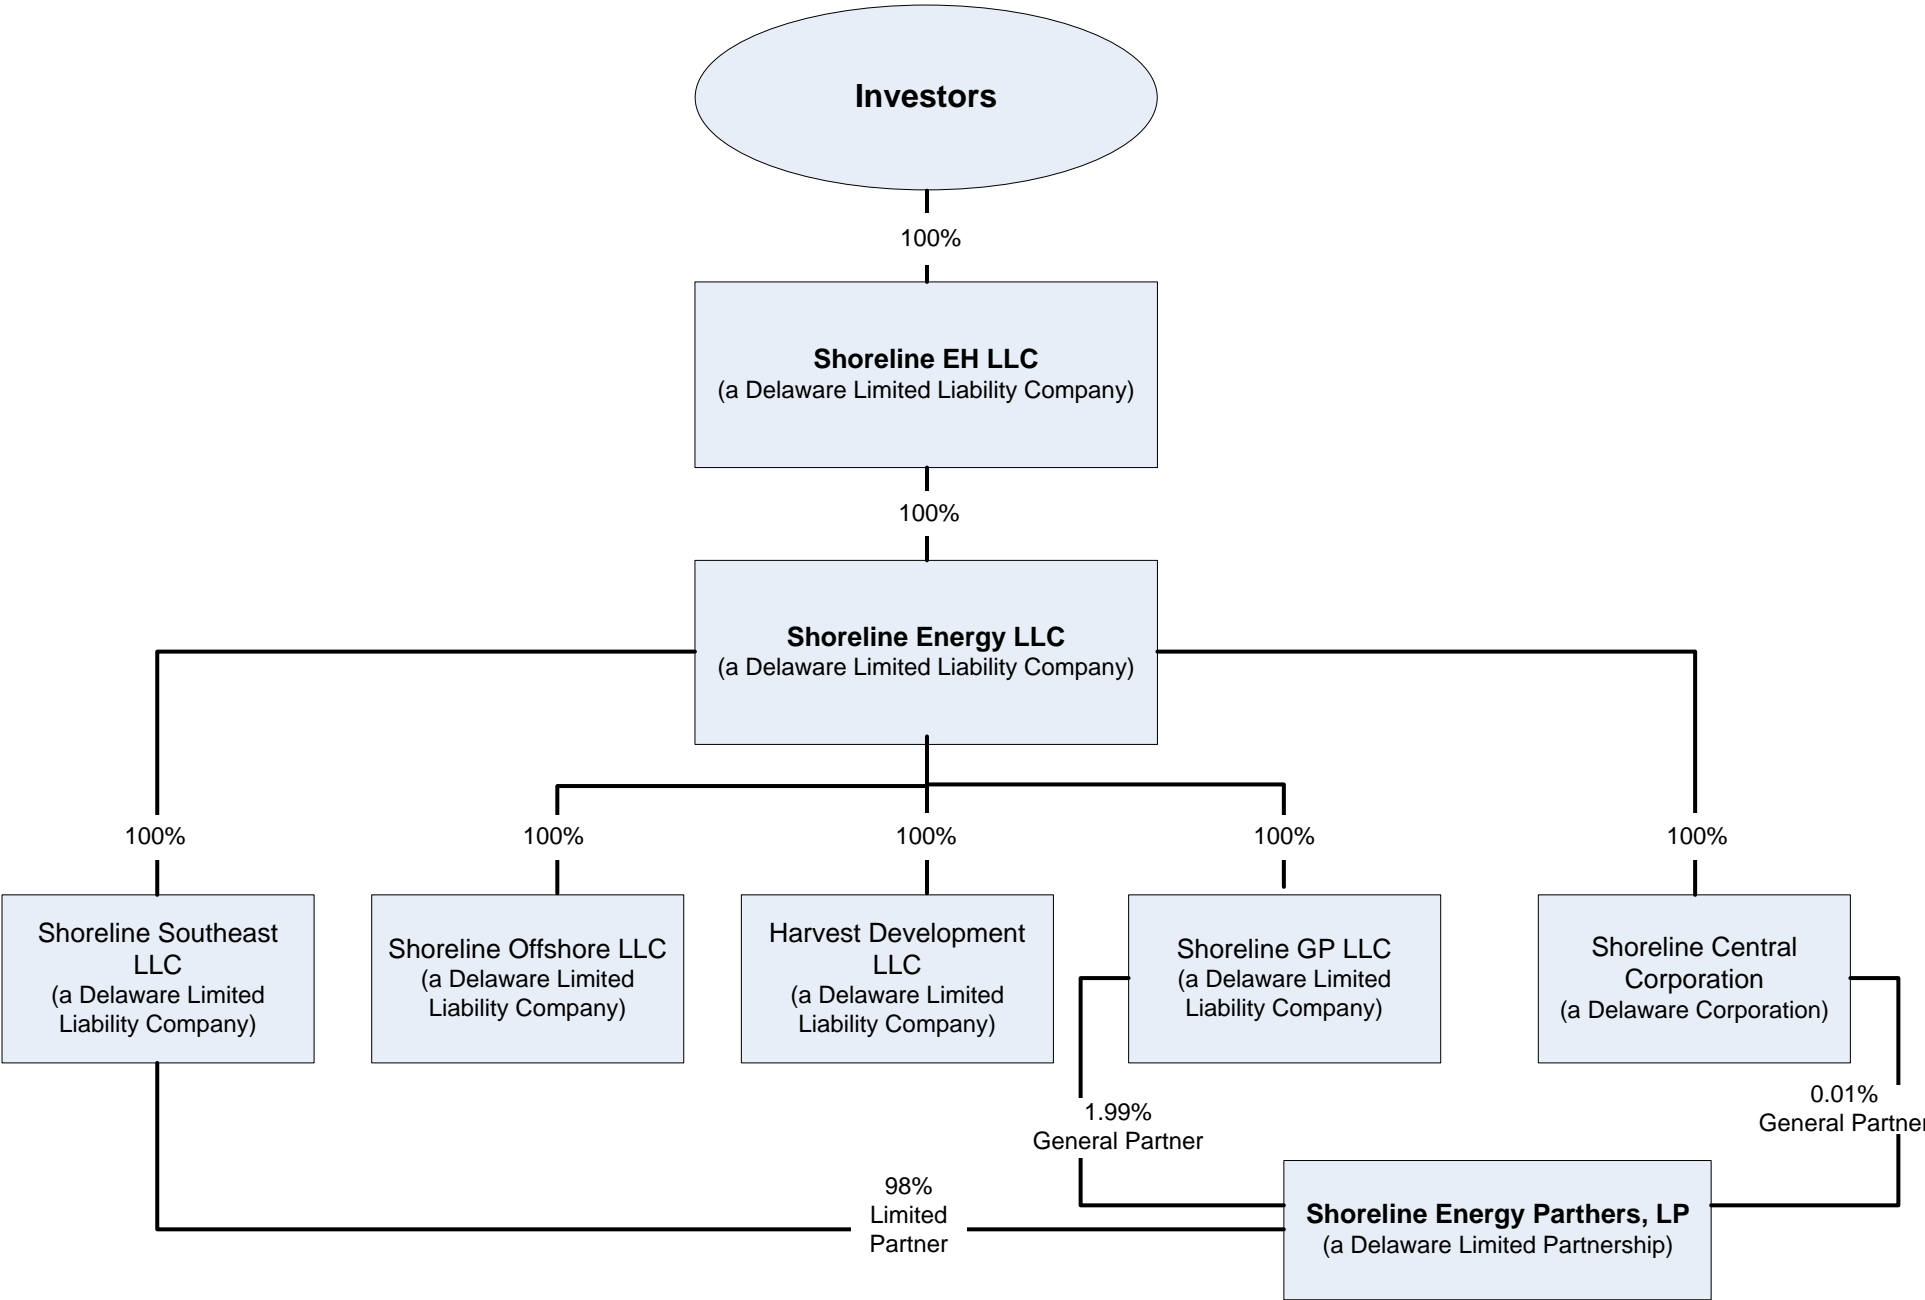 Investors
100%
Shoreline EH LLC
(a Delaware Limited Liability Company)
100%
Shoreline Energy LLC
(a Delaware Limited Liability Company)
100%
100%
100%
100%
100%
Shoreline Southeast
LLC
(a Delaware Limited
Liability Company)
Shoreline Offshore LLC
(a Delaware Limited
Liability Company)
Harvest Development
LLC
(a Delaware Limited
Liability Company)
Shoreline GP LLC
(a Delaware Limited
Liability Company)
Shoreline Central
Corporation
(a Delaware Corporation)
1.99%
General Partner
0.01%
General Partner
98%
Limited
Partner
Shoreline Energy Parthers, LP
(a Delaware Limited Partnership)